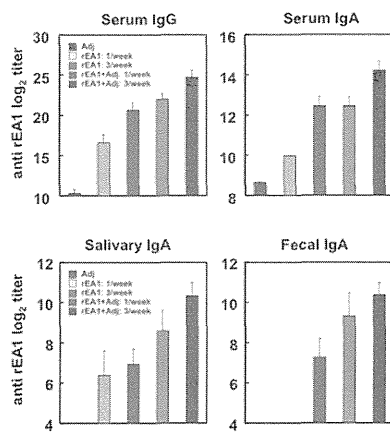 Serum IgG
anti rEA1 log2 titer
30
25
20
15
10
Adj
rEA1: 1/week
rEA1: 3/week
rEA1+Adj: 1/week
rEA1+Adj: 3/week
Serum IgA
16
14
12
10
8
Salivary IgA
anti rEA1 log2 titer
12
10
8
6
4
Adj
rEA1: 1/week
rEA1: 3/week
rEA1+Adj: 1/week
rEA1+Adj: 3/week
Fecal IgA
12
10
8
6
4